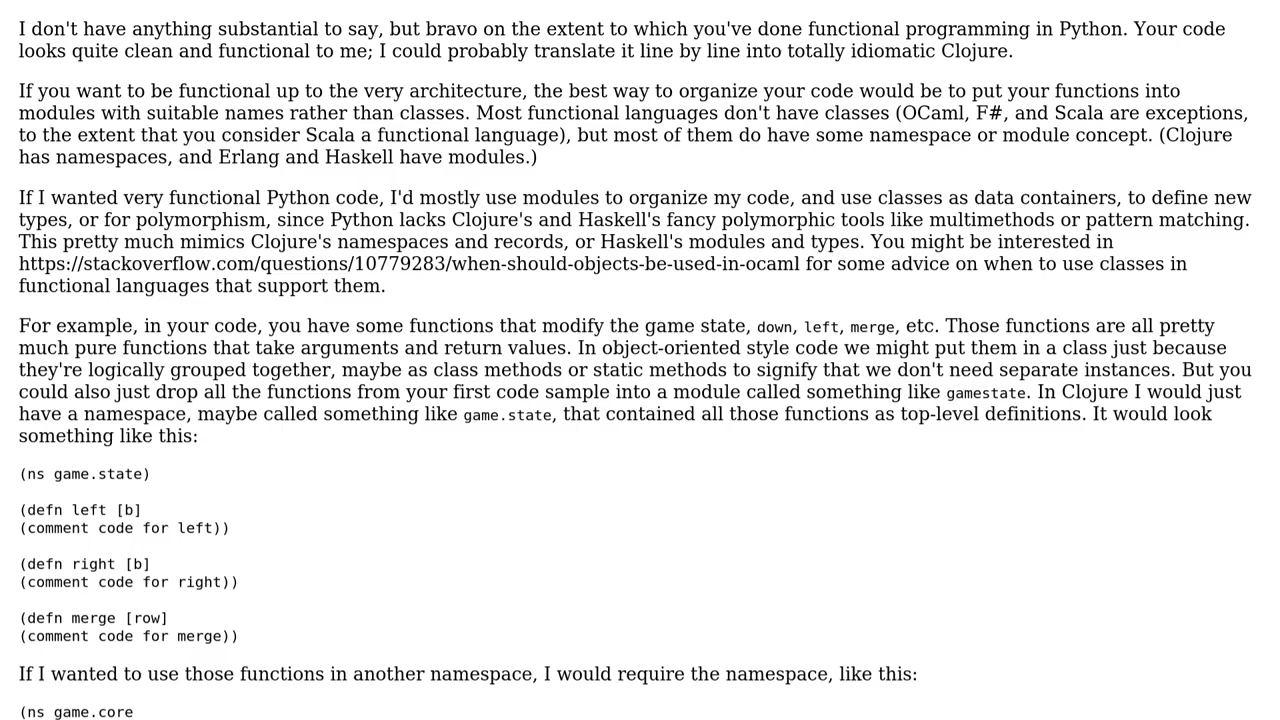 I don't have anything substantial to say, but bravo on the extent to which you've done functional programming in Python. Your code
looks quite clean and functional to me; I could probably translate it line by line into totally idiomatic Clojure.
If you want to be functional up to the very architecture, the best way to organize your code would be to put your functions into
modules with suitable names rather than classes. Most functional languages don't have classes (OCaml, F#, and Scala are exceptions,
to the extent that you consider Scala a functional language), but most of them do have some namespace or module concept. (Clojure
has namespaces, and Erlang and Haskell have modules.)
If I wanted very functional Python code, I'd mostly use modules to organize my code, and use classes as data containers, to define new
types, or for polymorphism, since Python lacks Clojure's and Haskell's fancy polymorphic tools like multimethods or pattern matching.
This pretty much mimics Clojure's namespaces and records, or Haskell's modules and types. You might be interested in
https://stackoverflow.com/questions/10779283/when-should-objects-be-used-in-ocaml for some advice on when to use classes in
functional languages that support them.
For example, in your code, you have some functions that modify the game state, down, left, merge, etc. Those functions are all pretty
much pure functions that take arguments and return values. In object-oriented style code we might put them in a class just because
they're logically grouped together, maybe as class methods or static methods to signify that we don't need separate instances. But you
could also just drop all the functions from your first code sample into a module called something like gamestate. In Clojure I would just
have a namespace, maybe called something like game.state, that contained all those functions as top-level definitions. It would look
something like this:
(ns game.state)
(defn left [b]
(comment code for left))
(defn right [b]
(comment code for right))
(defn merge [row]
(comment code for merge))
If I wanted to use those functions in another namespace, I would require the namespace, like this:
(ns game.core